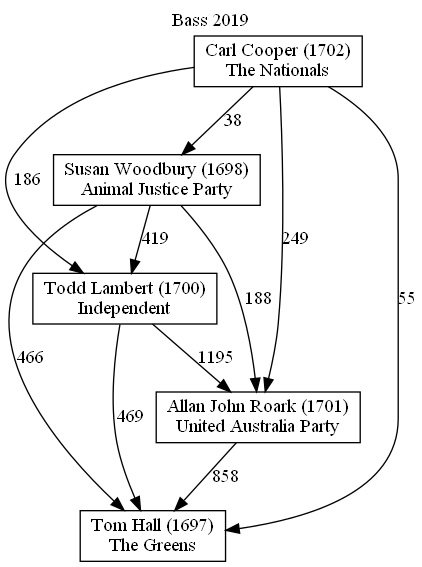 Bass 2019
Carl Cooper (1702)
The Nationals
38
Susan Woodbury (1698)
Animal Justice Party
186
419
249
188
Todd Lambert (1700)
Independent
55
466
1195
469
Allan John Roark (1701)
United Australia Party
858
Tom Hall (1697)
The Greens